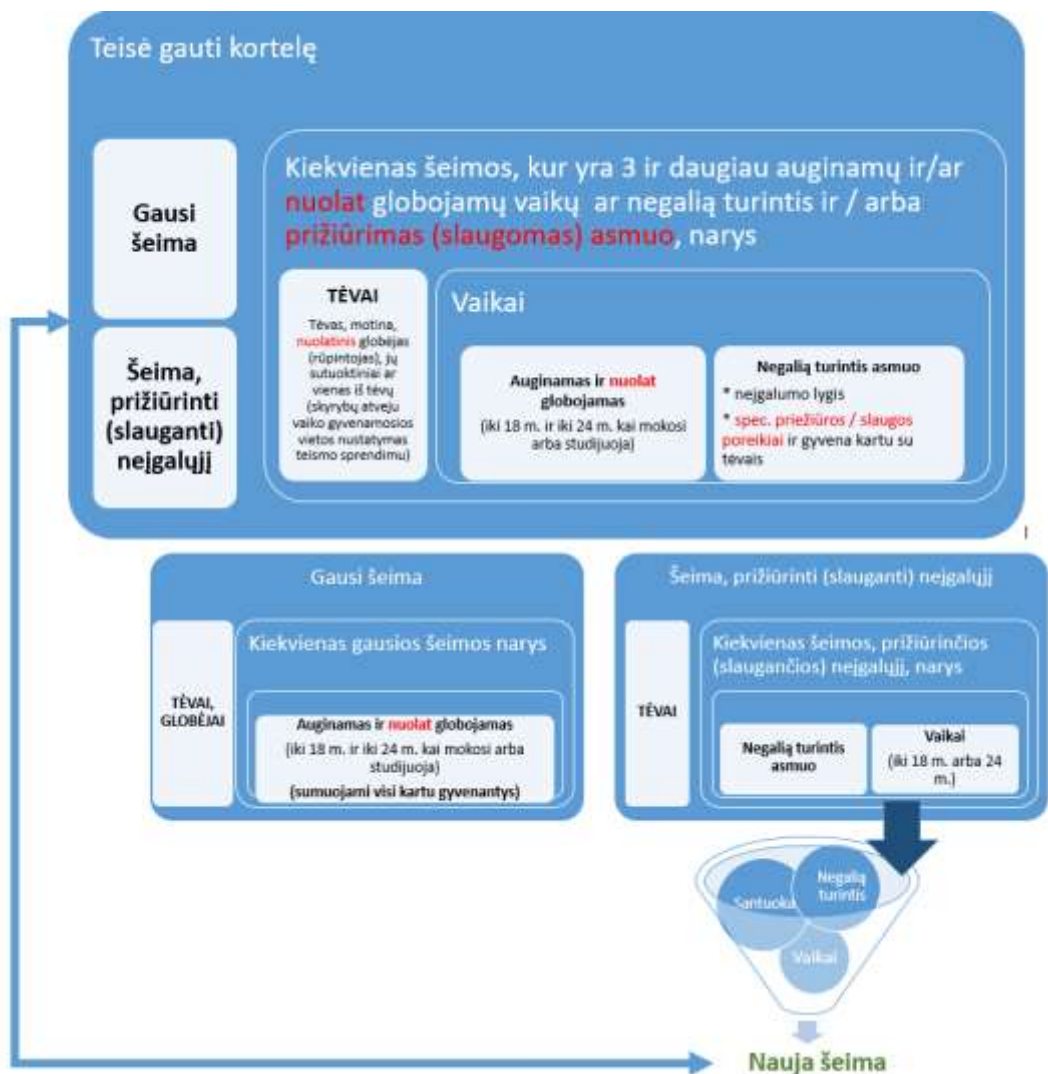 Teisė gauti kortelę
Gausi
šeima
Šeima,
prižiūrinti
(slauganti)
neįgalųjį
Kiekvienas šeimos, kur yra 3 ir daugiau auginamų ir/ar
nuolat globojamų vaikų ar negalią turintis ir / arba
prižiūrimas (slaugomas) asmuo, narys
TĖVAI
Tėvas, motina,
nuolatinis globėjas
(rūpintojas), jų
sutuoktiniai ar
vienas iš tėvų
(skyrybų atveju
vaiko gyvenamosios
vietos nustatymas
teismo sprendimu)
Vaikai
Auginamas ir nuolat
globojamas
(iki 18 m. ir iki 24 m. kai mokosi
arba studijuoja)
Negalią turintis asmuo
* neįgalumo lygis
* spec. priežiūros / slaugos
poreikiai ir gyvena kartu su
tėvais
Gausi šeima
TĖVAI,
GLOBĖJAI
Kiekvienas gausios šeimos narys
Auginamas ir nuolat globojamas
(iki 18 m. ir iki 24 m. kai mokosi arba
studijuoja)
(sumuojami visi kartu gyvenantys)
Šeima, prižiūrinti (slauganti) neįgalųjį
TĖVAI
Kiekvienas šeimos, prižiūrinčios
(slaugančios) neįgalųjį, narys
Negalią turintis
asmuo
Vaikai
(iki 18 m. arba 24
m.)
Santuoka
Negalią
turintis
Vaikai
Nauja šeima